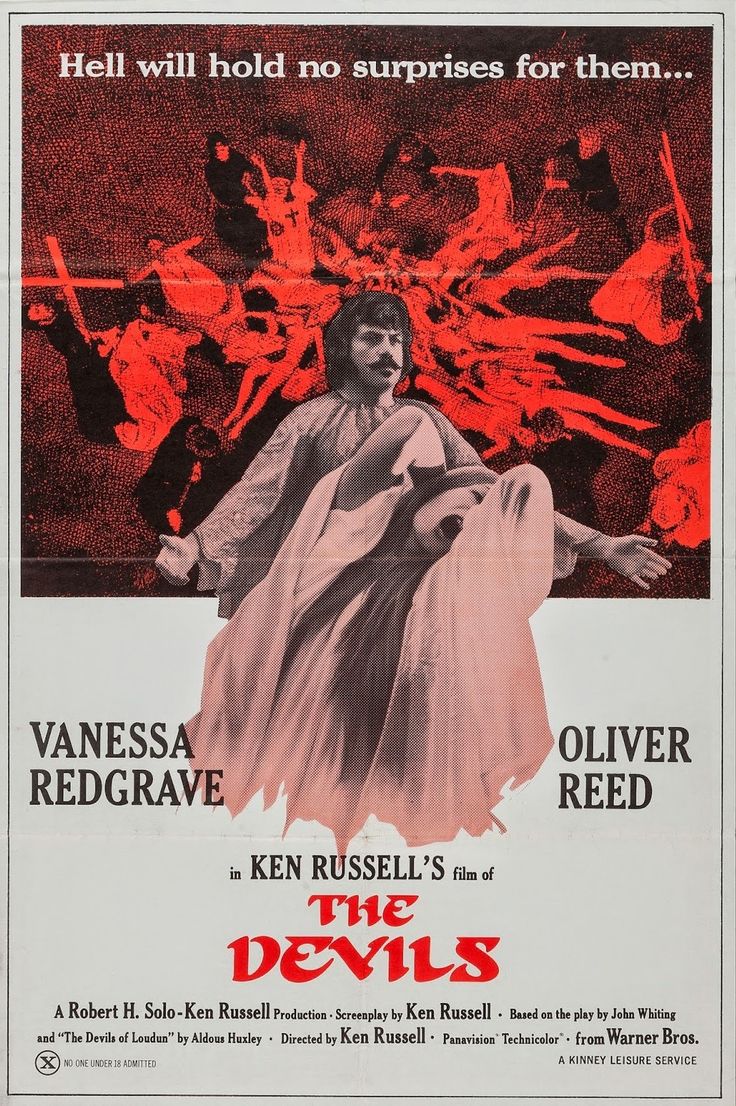 Hell will hold no surprises for them...
VANESSA
REDGRAVE
OLIVER
REED
in KEN RUSSELL'S film of
THE
DEVILS
A Robert H. Solo-Ken Russell Production · Screenplay by Ken Russell · Based on the play by John Whiting
and "The Devils of Loudun" by Aldous Huxley · Directed by Ken Russell · Panavision® Technicolor® · from Warner Bros.
X NO ONE UNDER 18 ADMITTED
A KINNEY LEISURE SERVICE